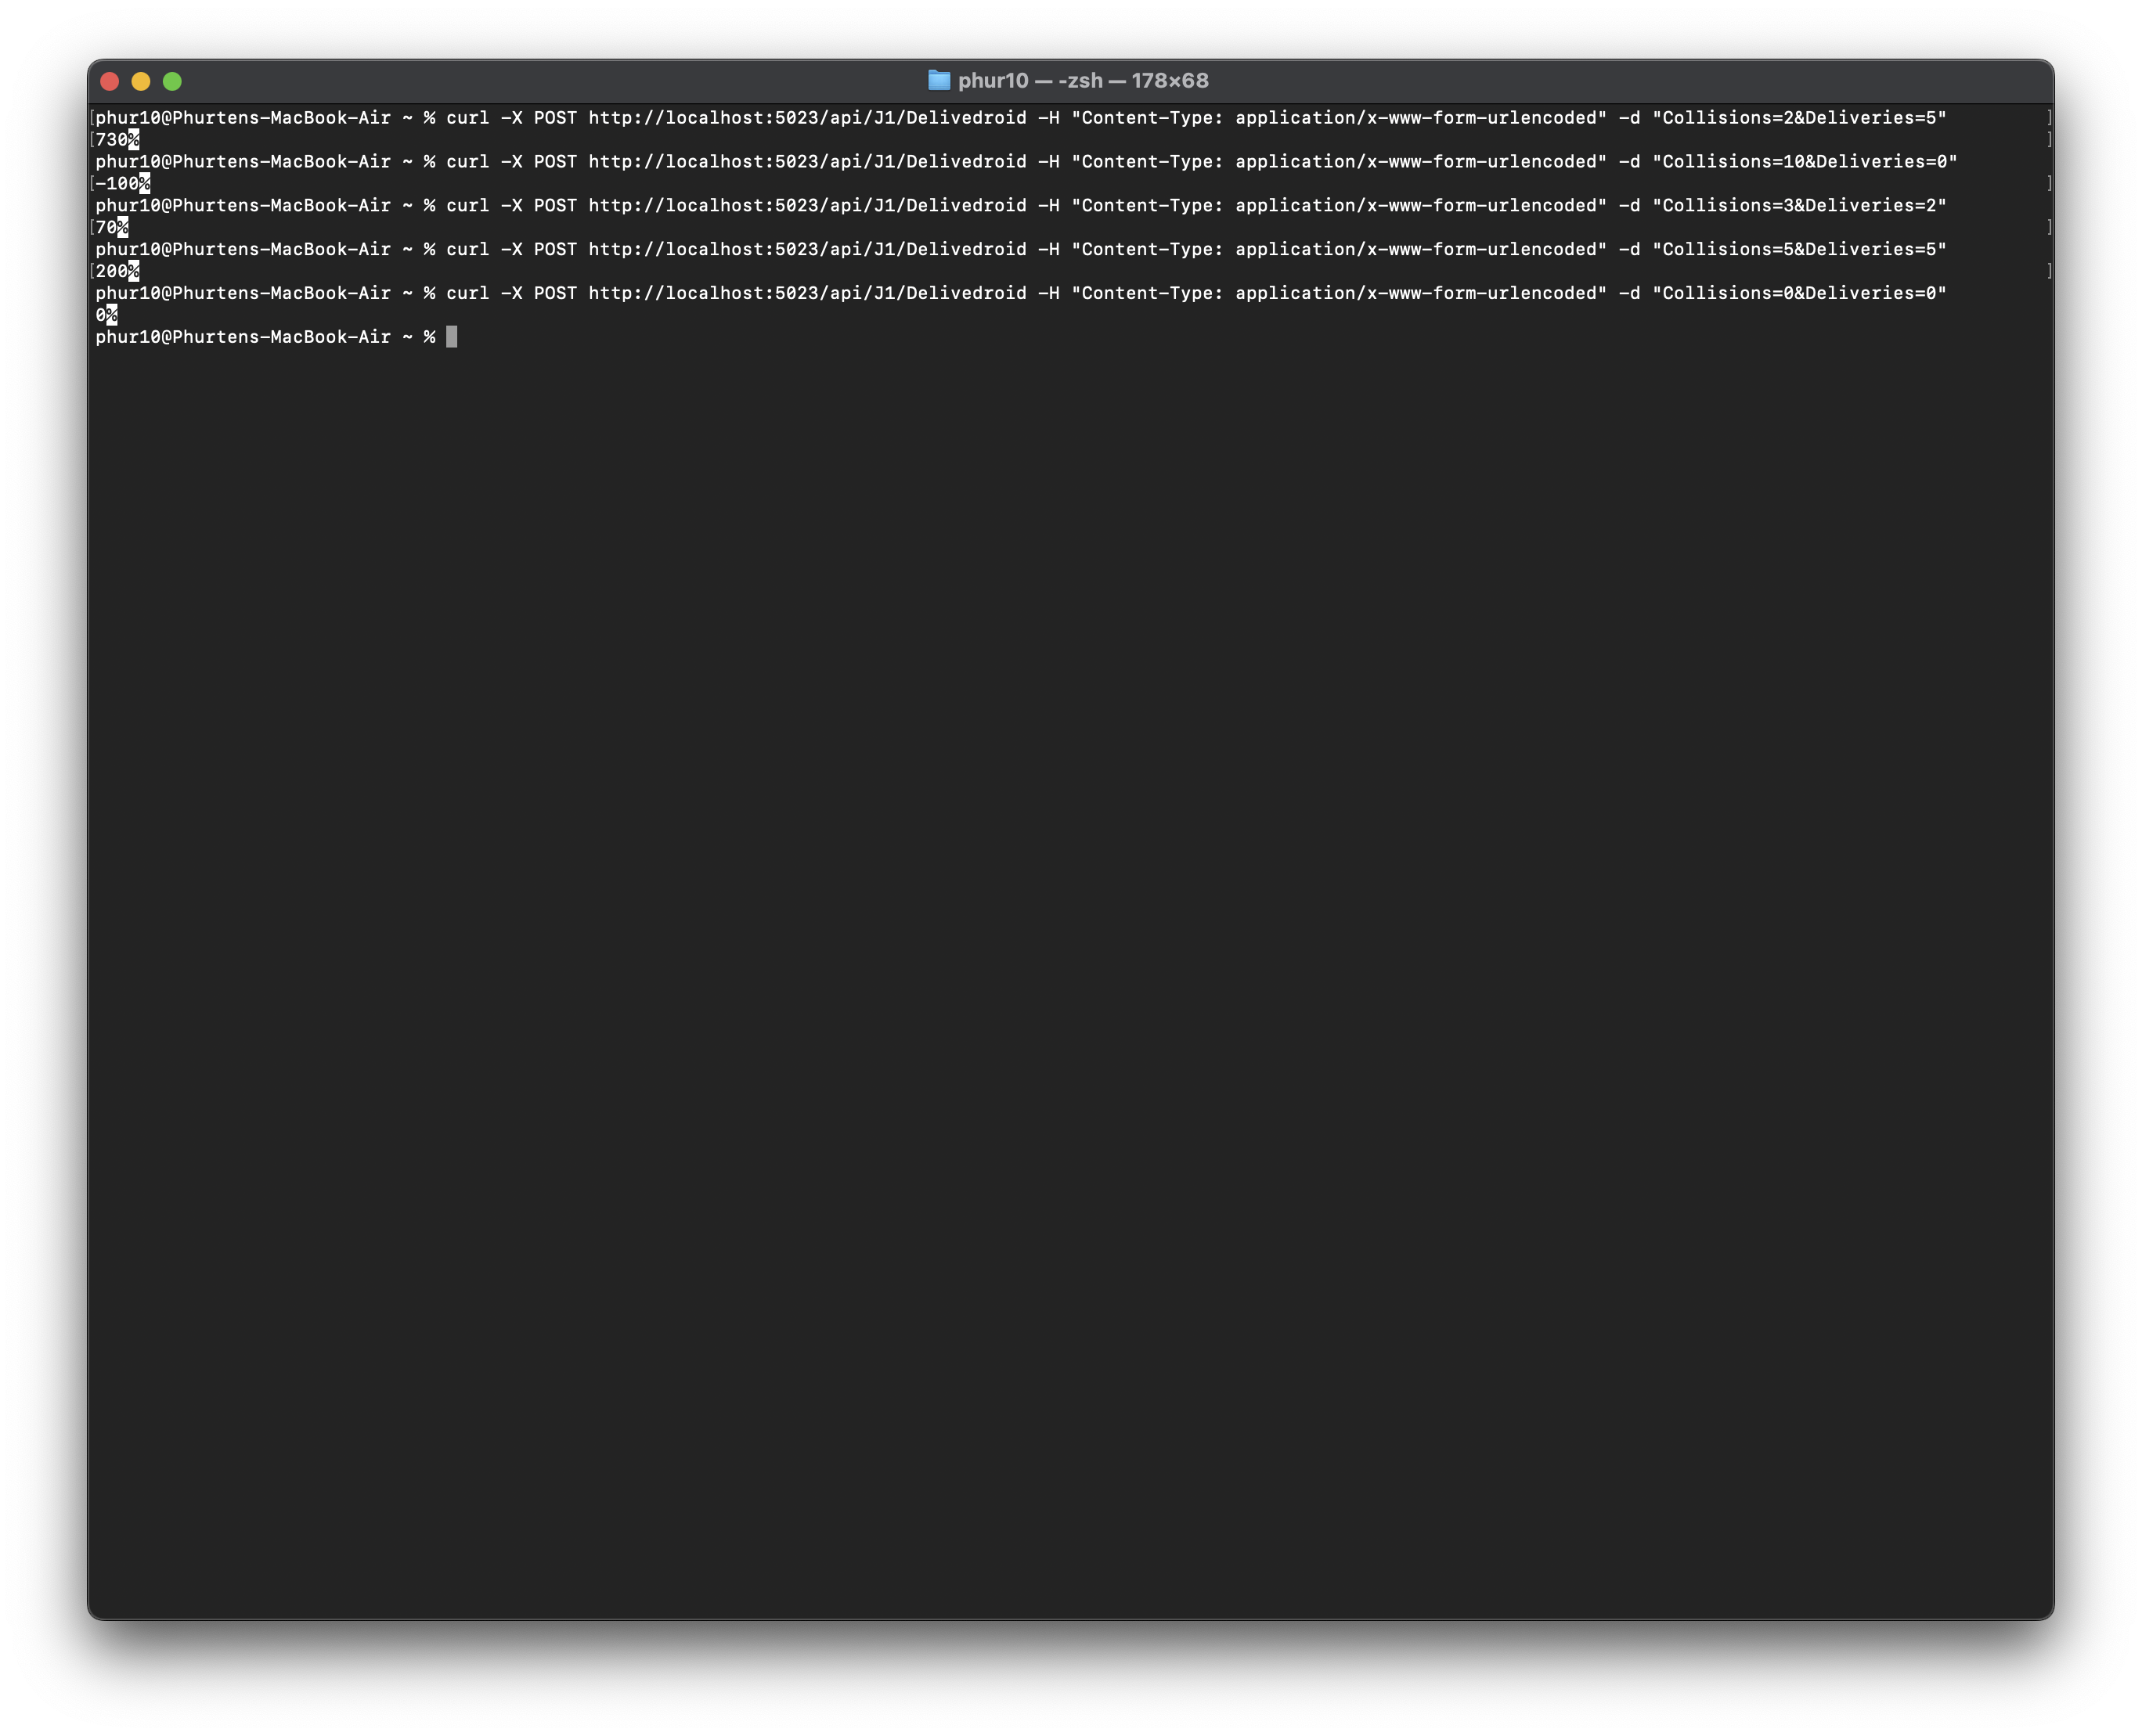 phur10 — -zsh — 178×68
[phur10@Phurtens-MacBook-Air ~ % curl -X POST http://localhost:5023/api/J1/Delivedroid -H "Content-Type: application/x-www-form-urlencoded" -d "Collisions=2&Deliveries=5" ]
[730% ]
phur10@Phurtens-MacBook-Air ~ % curl -X POST http://localhost:5023/api/J1/Delivedroid -H "Content-Type: application/x-www-form-urlencoded" -d "Collisions=10&Deliveries=0"
[-100% ]
phur10@Phurtens-MacBook-Air ~ % curl -X POST http://localhost:5023/api/J1/Delivedroid -H "Content-Type: application/x-www-form-urlencoded" -d "Collisions=3&Deliveries=2"
[70% ]
phur10@Phurtens-MacBook-Air ~ % curl -X POST http://localhost:5023/api/J1/Delivedroid -H "Content-Type: application/x-www-form-urlencoded" -d "Collisions=5&Deliveries=5"
[200% ]
phur10@Phurtens-MacBook-Air ~ % curl -X POST http://localhost:5023/api/J1/Delivedroid -H "Content-Type: application/x-www-form-urlencoded" -d "Collisions=0&Deliveries=0"
0%
phur10@Phurtens-MacBook-Air ~ %